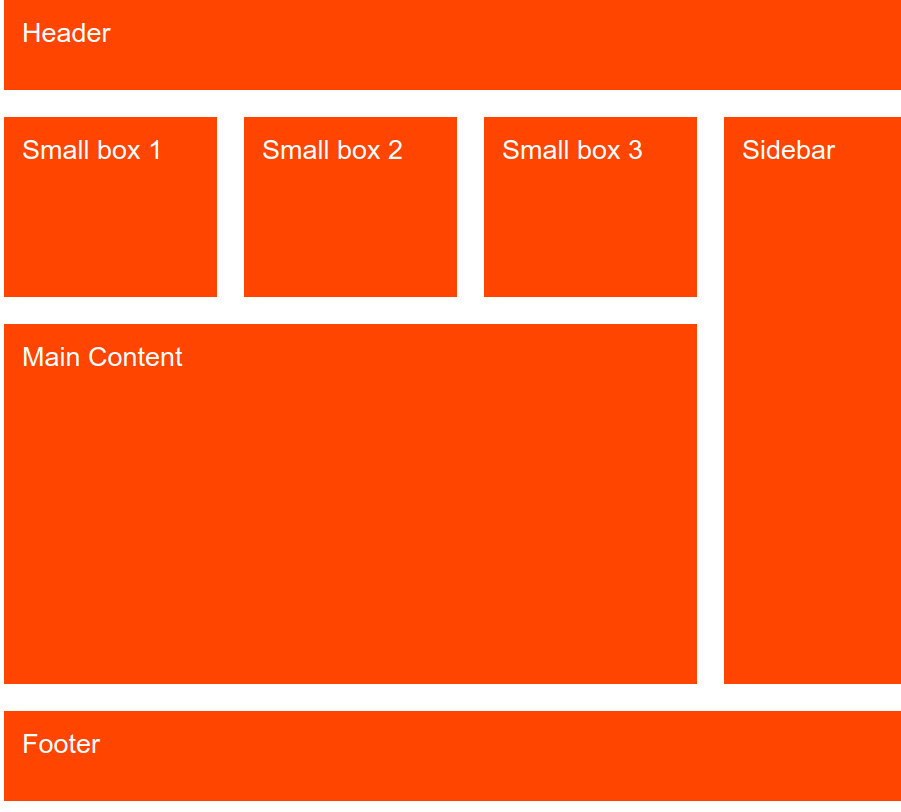 Header
Small box 1
Small box 2
Small box 3
Sidebar
Main Content
Footer